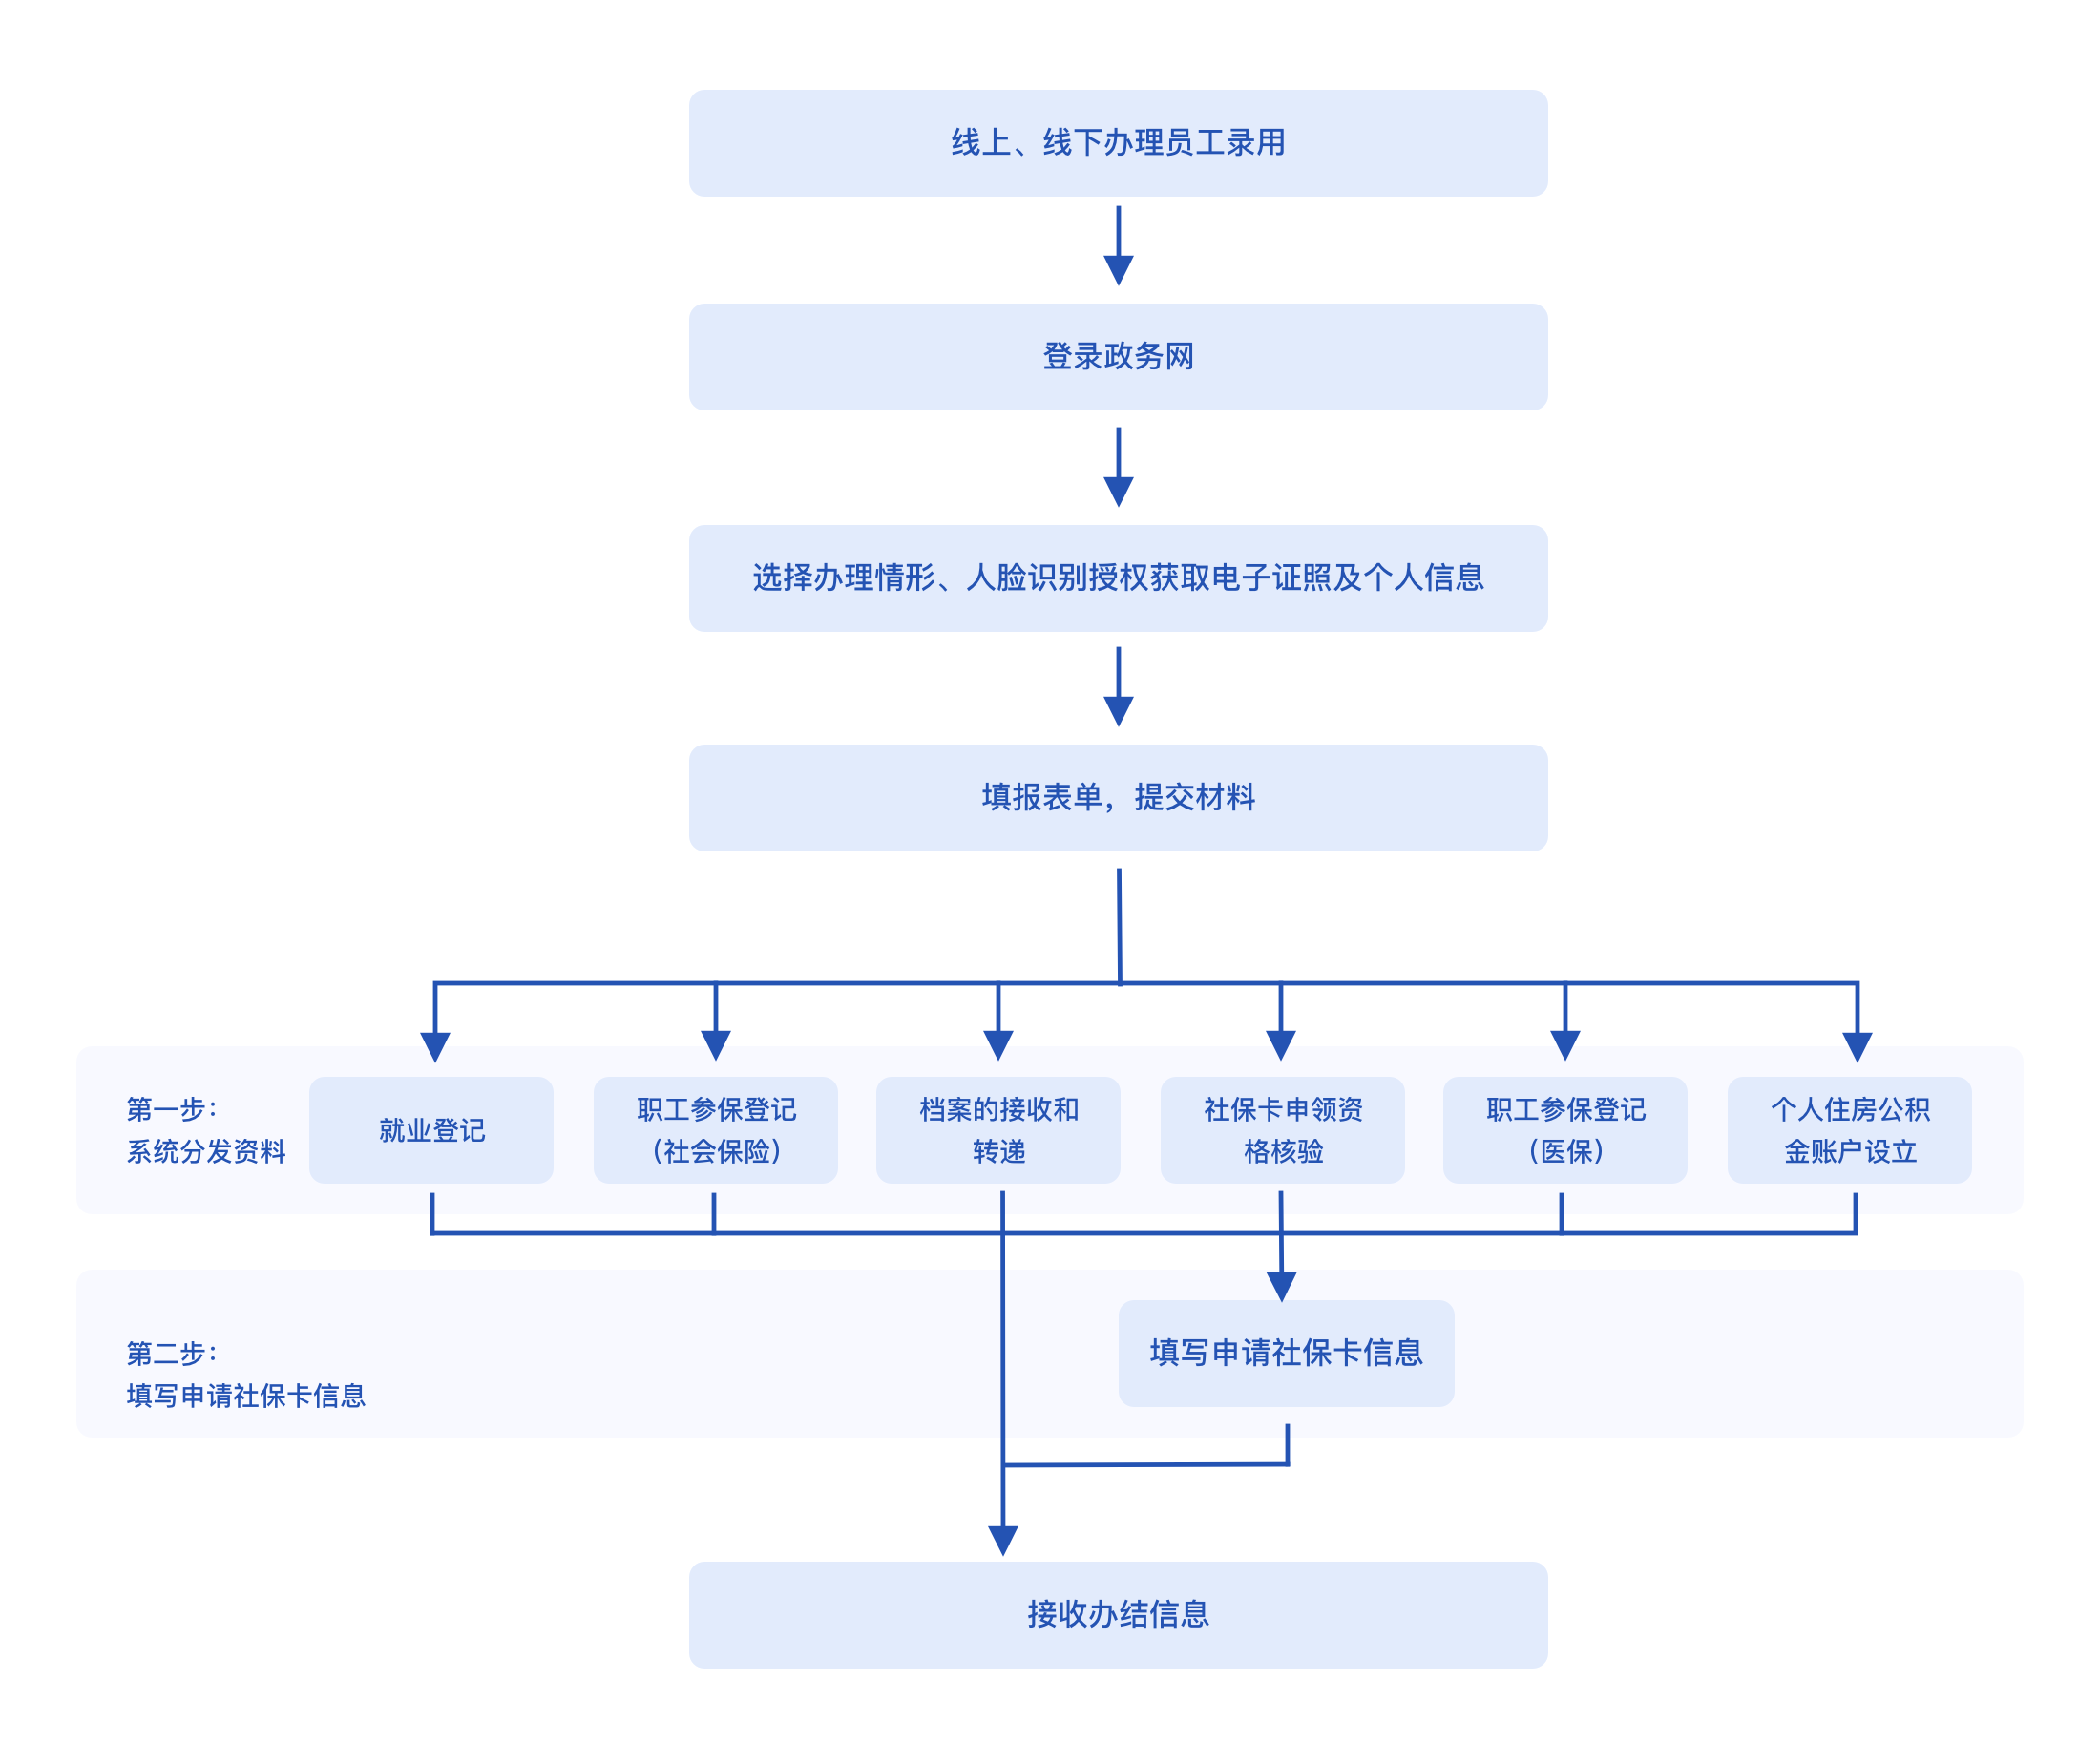 线上、线下办理员工录用
登录政务网
选择办理情形、人脸识别授权获取电子证照及个人信息
填报表单，提交材料
第一步：
系统分发资料
就业登记
职工参保登记
（社会保险）
档案的接收和
转递
社保卡申领资
格核验
职工参保登记
（医保）
个人住房公积
金账户设立
第二步：
填写申请社保卡信息
填写申请社保卡信息
接收办结信息